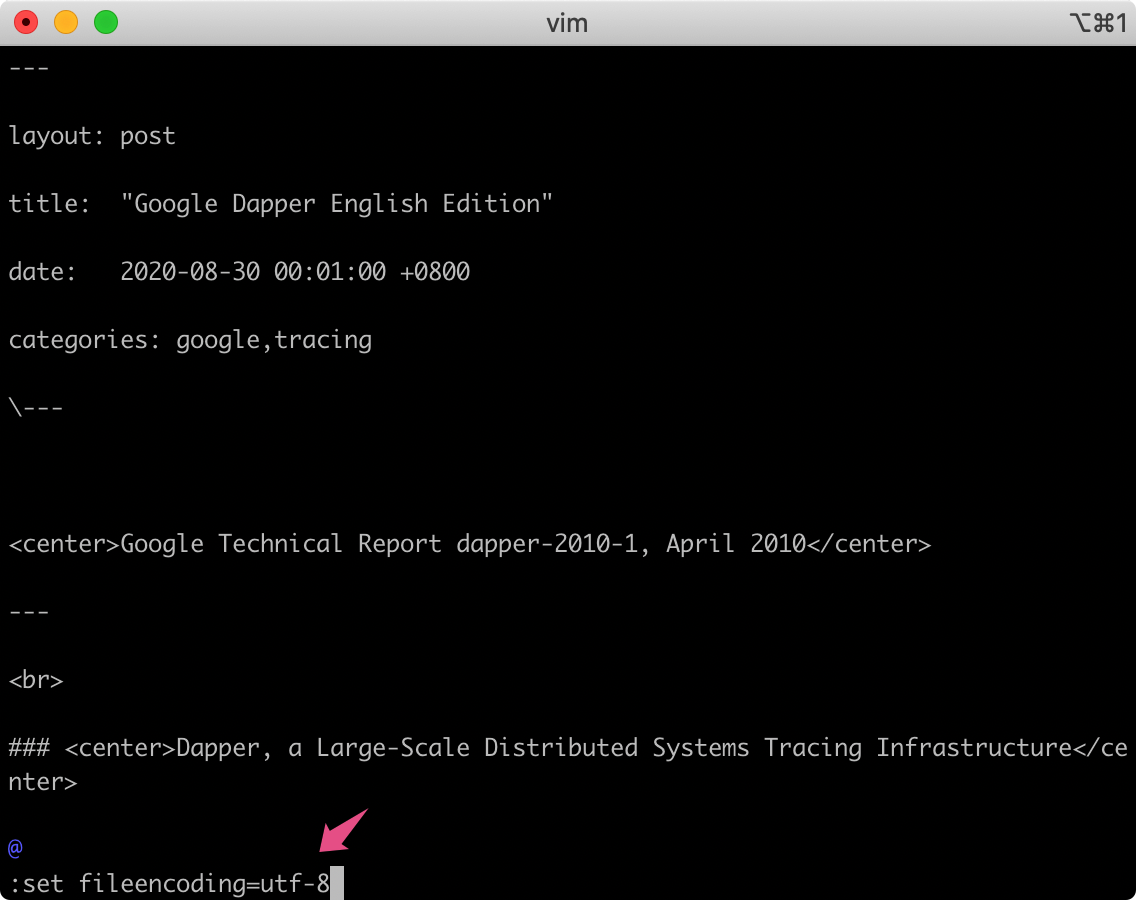 vim
⌥⌘1
---
layout: post
title:  "Google Dapper English Edition"
date:   2020-08-30 00:01:00 +0800
categories: google,tracing
\---
<center>Google Technical Report dapper-2010-1, April 2010</center>
---
<br>
### <center>Dapper, a Large-Scale Distributed Systems Tracing Infrastructure</ce
nter>
@
:set fileencoding=utf-8